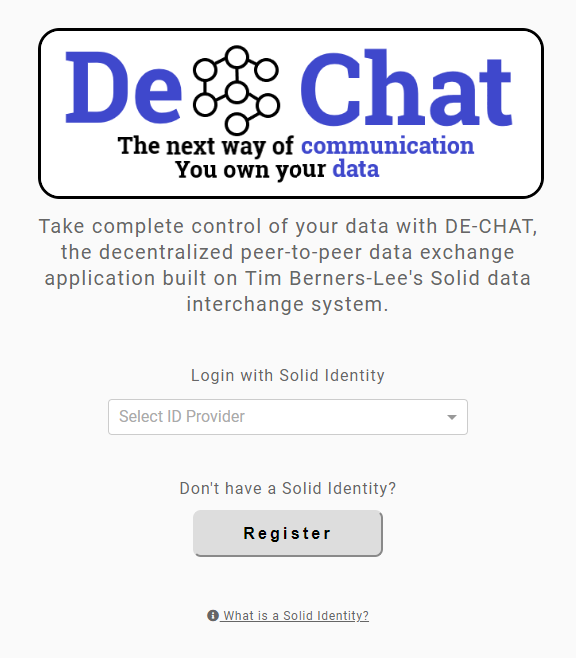 De Chat
The next way of communication
You own your data
Take complete control of your data with DE-CHAT,
the decentralized peer-to-peer data exchange
application built on Tim Berners-Lee's Solid data
interchange system.
Login with Solid Identity
Select ID Provider
Don't have a Solid Identity?
Register
What is a Solid Identity?